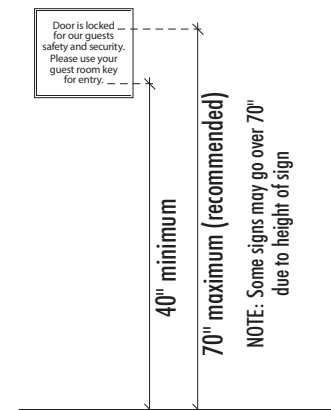 Door is locked
for our guests
safety and security.
Please use your
guest room key
for entry.
40" minimum
70" maximum (recommended)
NOTE: Some signs may go over 70"
due to height of sign